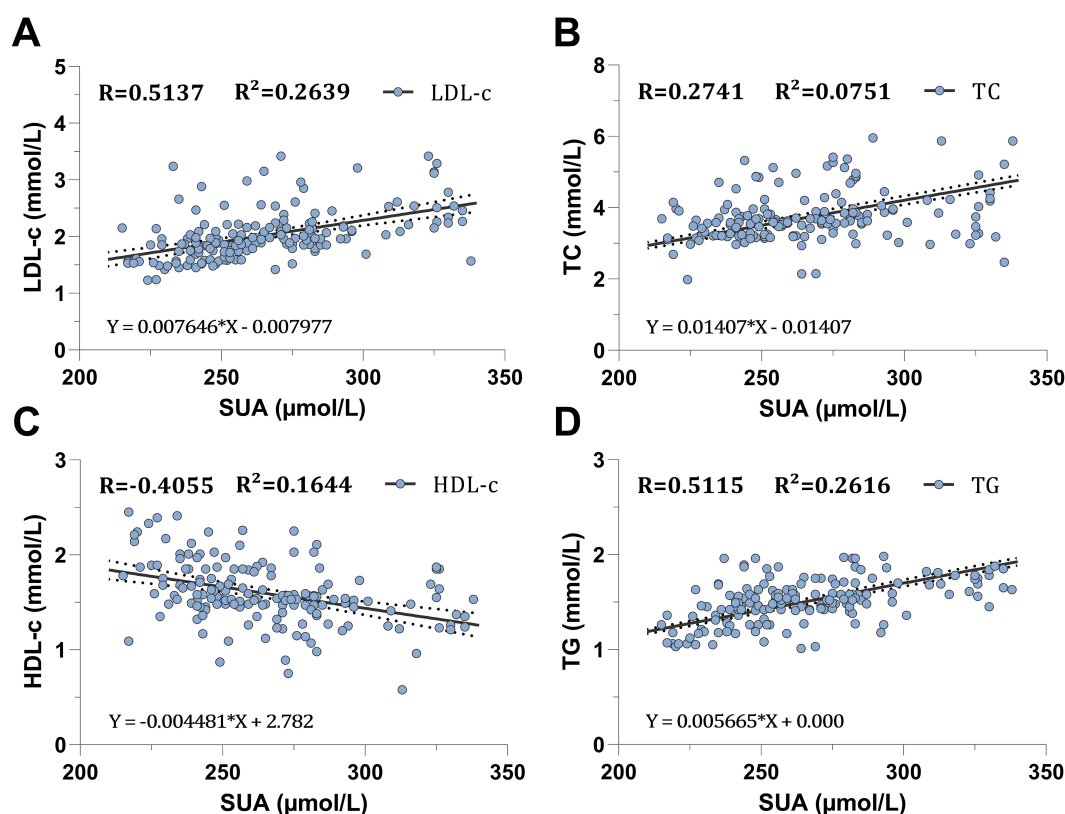 A
R=0.5137 R²=0.2639 LDL-c
LDL-c (mmol/L)
5
4
3
2
1
0
Y = 0.007646*X - 0.007977
200 250 300 350
SUA (µmol/L)
B
R=0.2741 R²=0.0751 TC
TC (mmol/L)
8
6
4
2
0
Y = 0.01407*X - 0.01407
200 250 300 350
SUA (µmol/L)
C
R=-0.4055 R²=0.1644 HDL-c
HDL-c (mmol/L)
3
2
1
0
Y = -0.004481*X + 2.782
200 250 300 350
SUA (µmol/L)
D
R=0.5115 R²=0.2616 TG
TG (mmol/L)
3
2
1
0
Y = 0.005665*X + 0.000
200 250 300 350
SUA (µmol/L)